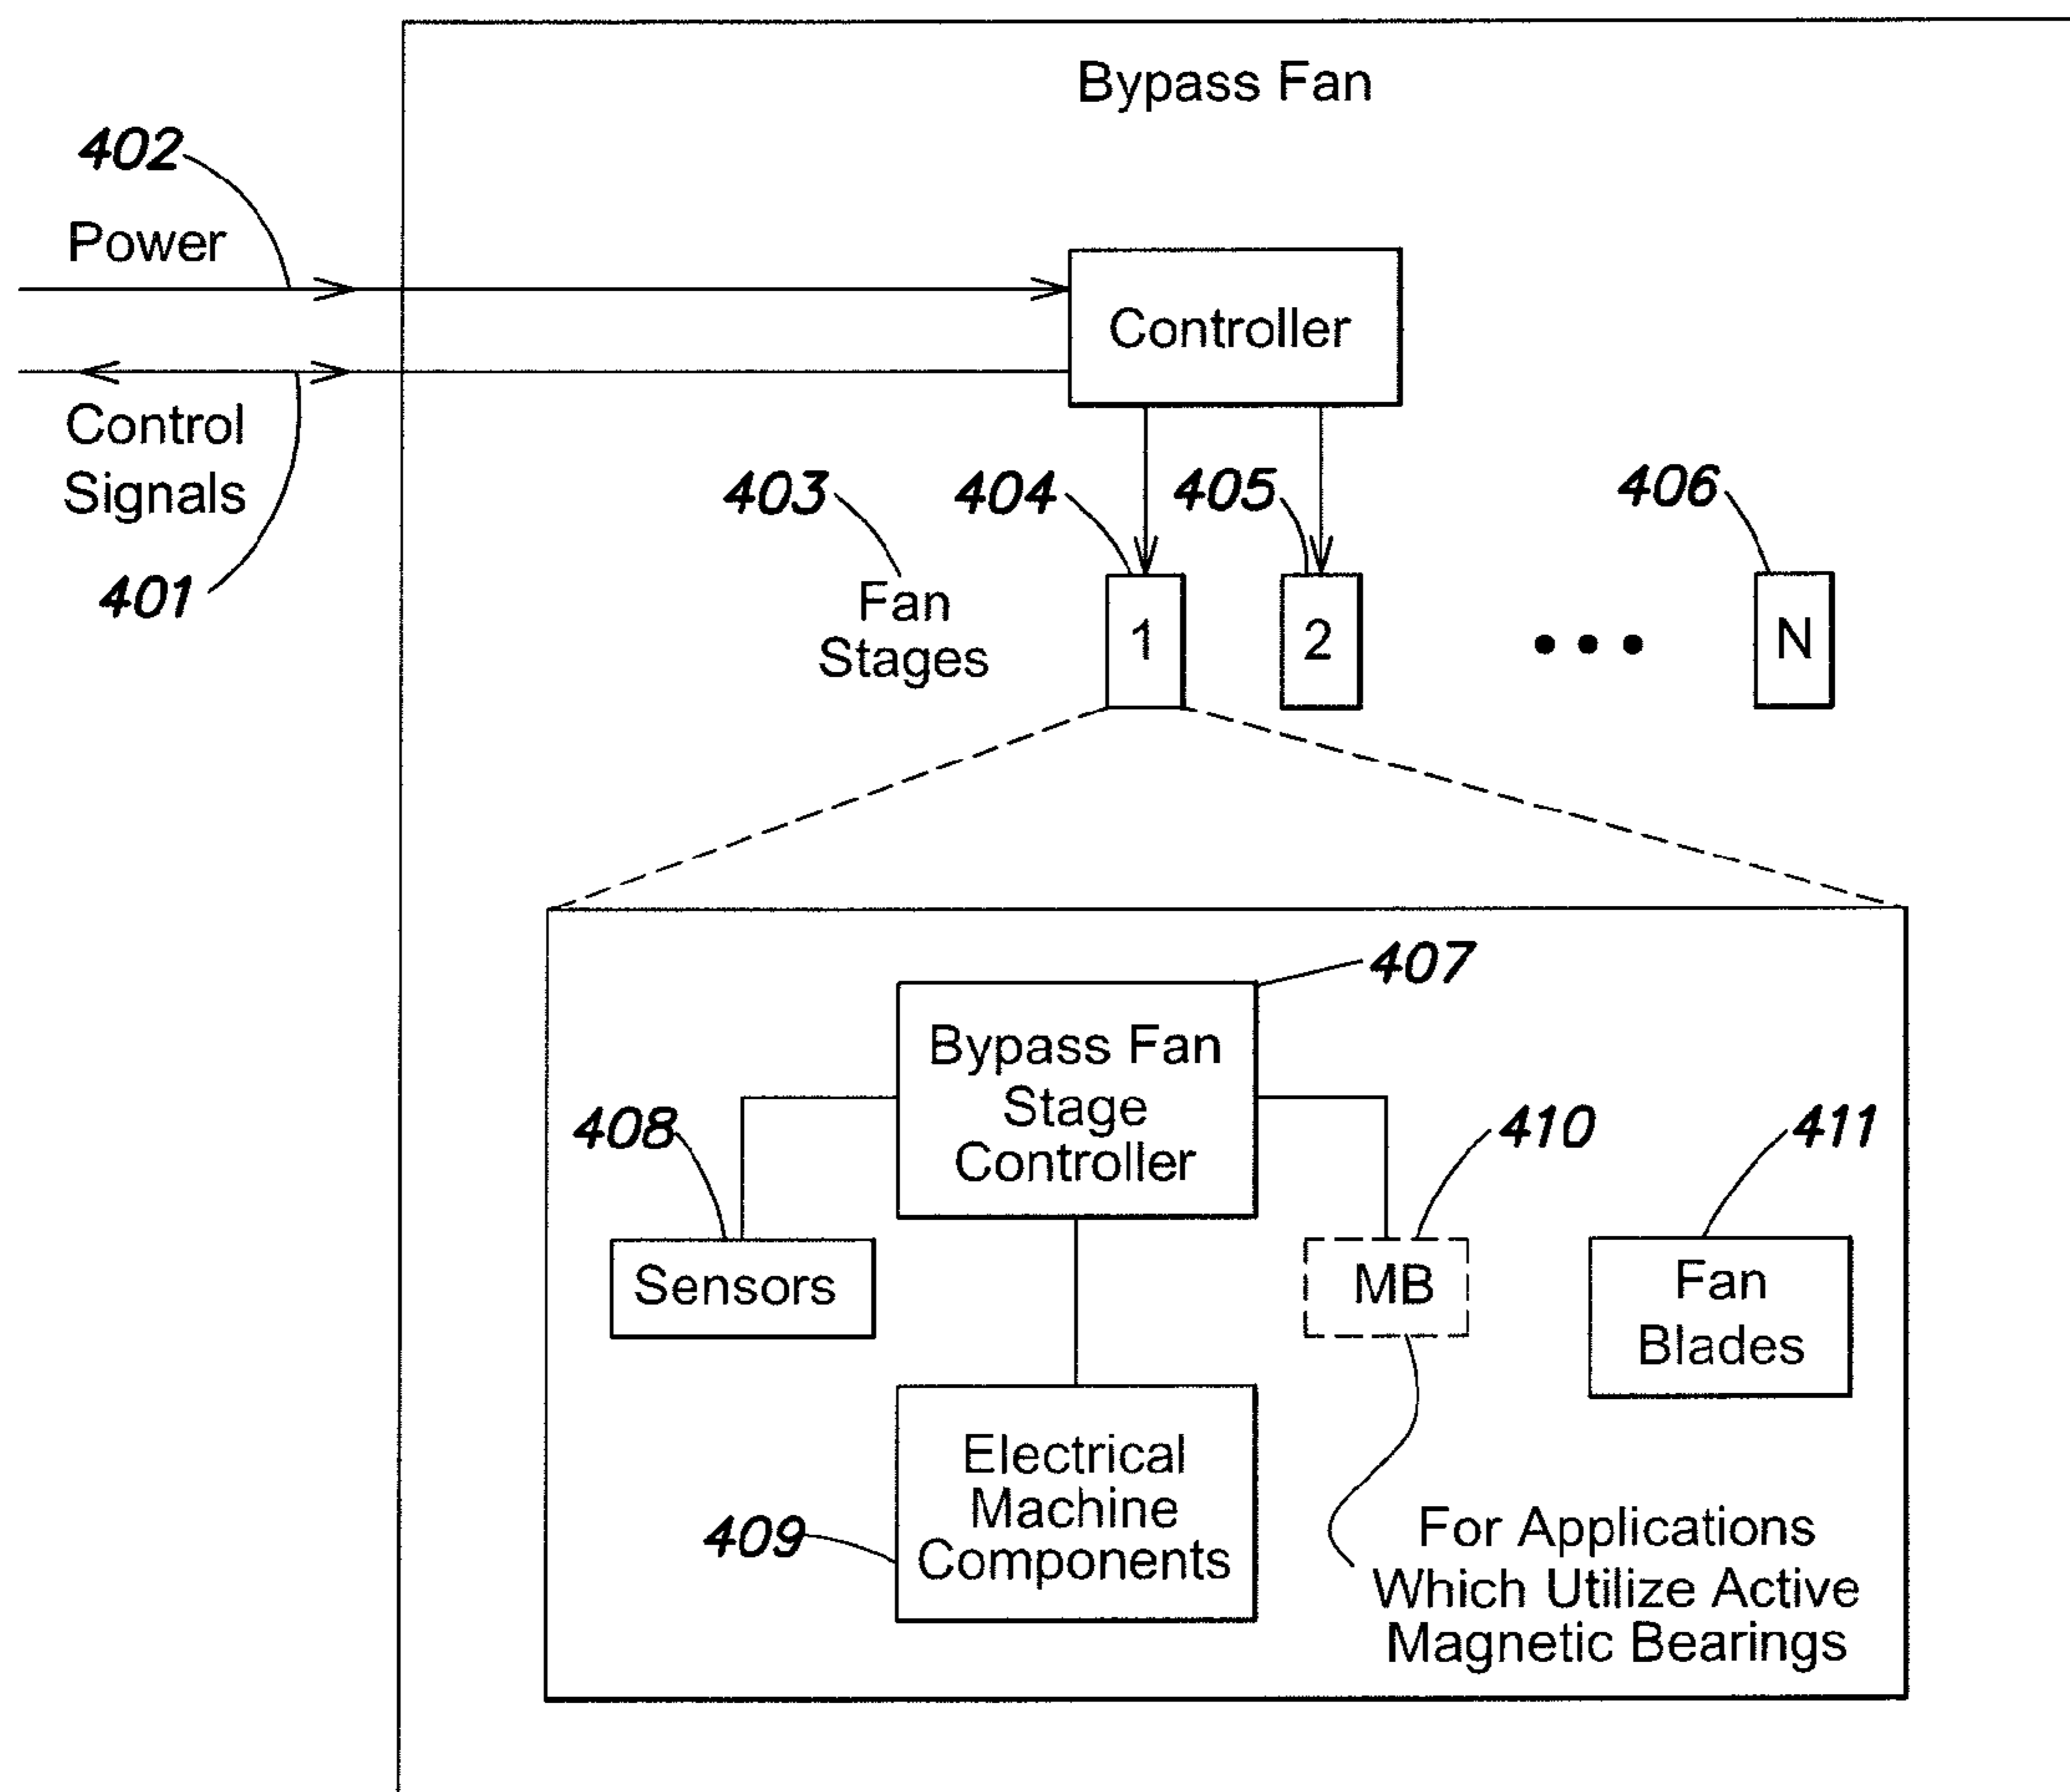 Bypass Fan
402
Power
Controller
Control
Signals
401
403
404
405
406
Fan
Stages
1
2
N
407
Bypass Fan
Stage
Controller
408
410
411
Sensors
MB
Fan
Blades
409
Electrical
Machine
Components
For Applications
Which Utilize Active
Magnetic Bearings